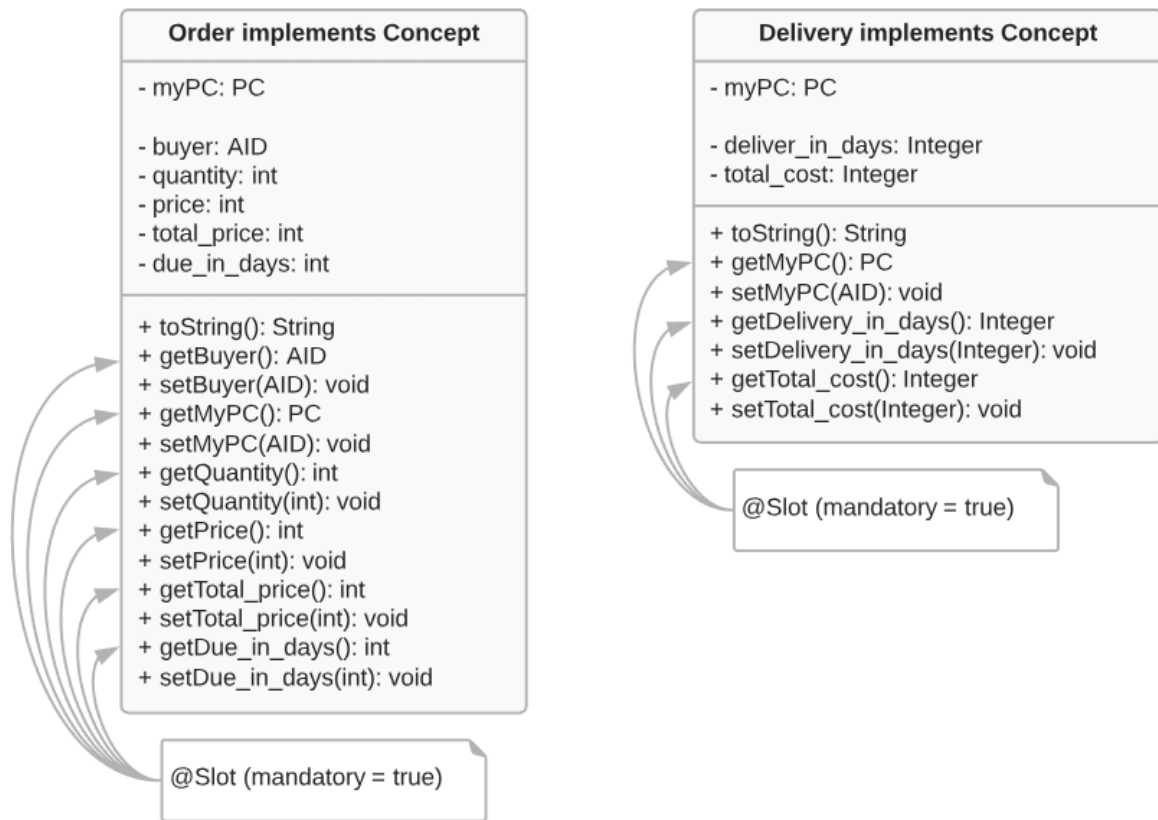 Order implements Concept
- myPC: PC
- buyer: AID
- quantity: int
- price: int
- total_price: int
- due_in_days: int
+ toString(): String
+ getBuyer(): AID
+ setBuyer(AID): void
+ getMyPC(): PC
+ setMyPC(AID): void
+ getQuantity(): int
+ setQuantity(int): void
+ getPrice(): int
+ setPrice(int): void
+ getTotal_price(): int
+ setTotal_price(int): void
+ getDue_in_days(): int
+ setDue_in_days(int): void
@Slot (mandatory = true)
Delivery implements Concept
- myPC: PC
- deliver_in_days: Integer
- total_cost: Integer
+ toString(): String
+ getMyPC(): PC
+ setMyPC(AID): void
+ getDelivery_in_days(): Integer
+ setDelivery_in_days(Integer): void
+ getTotal_cost(): Integer
+ setTotal_cost(Integer): void
@Slot (mandatory = true)